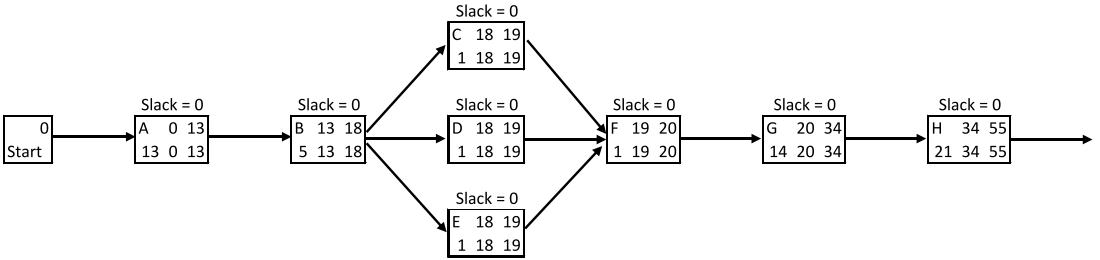 Slack = 0
C 18 19
1 18 19
0
Start
Slack = 0
A 0 13
13 0 13
Slack = 0
B 13 18
5 13 18
Slack = 0
D 18 19
1 18 19
Slack = 0
F 19 20
1 19 20
Slack = 0
G 20 34
14 20 34
Slack = 0
H 34 55
21 34 55
Slack = 0
E 18 19
1 18 19